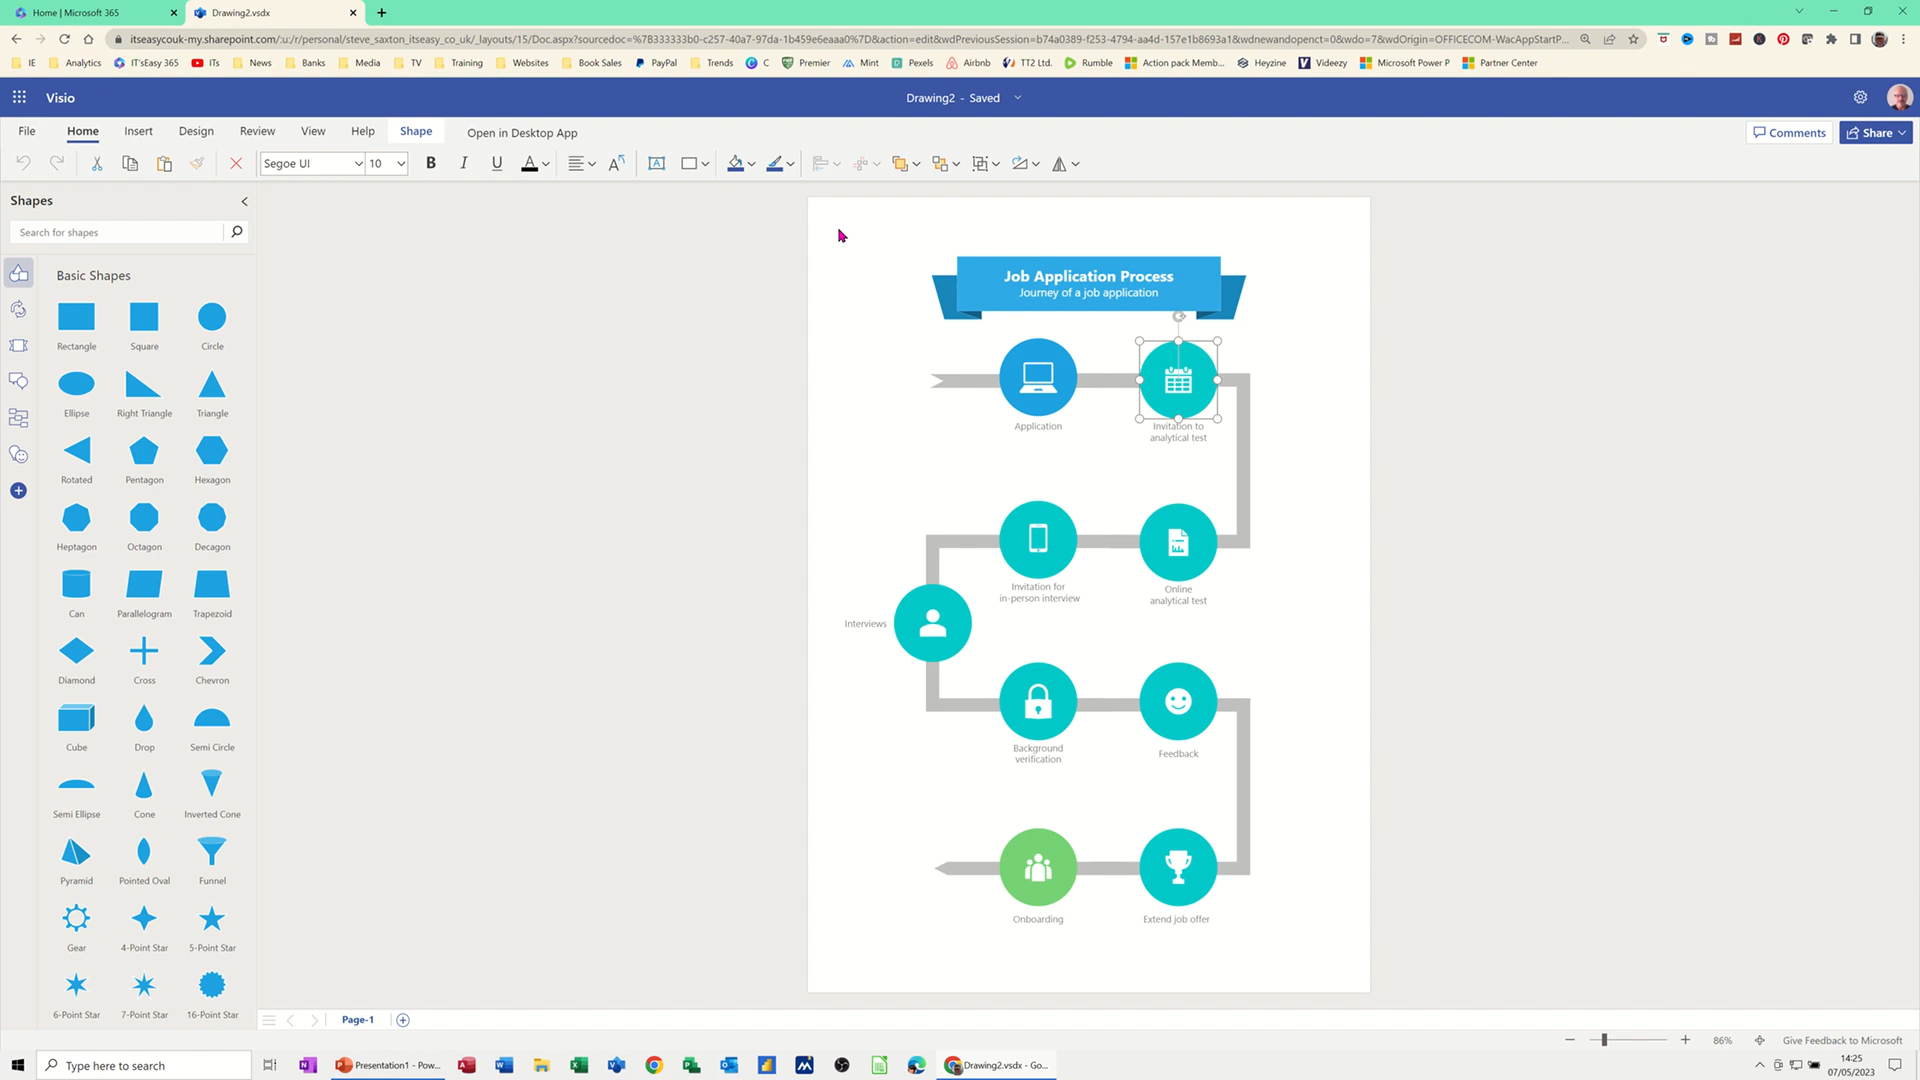 Home | Microsoft 365
Drawing2.vsdx
itseasycouk-my.sharepoint.com/:u:/r/personal/steve_saxton_itseasy_co_uk/_layouts/15/Doc.aspx?sourcedoc=%7B333333b0-c257-40a7-97da-1b459e6eaaa0%7D&action=edit&wdPreviousSession=b74a0389-f253-4794-aa4d-157e1b8693a1&wdnewandopenct=0&wdo=7&wdOrigin=OFFICECOM-WacAppStartP...
IE Analytics IT'sEasy 365 ITs News Banks Media TV Training Websites Book Sales PayPal Trends C Premier Mint Pexels Airbnb TT2 Ltd. Rumble Action pack Memb... Heyzine Videezy Microsoft Power P Partner Center
Visio
Drawing2 - Saved
File Home Insert Design Review View Help Shape Open in Desktop App Comments Share
Segoe UI 10 B I U A
Shapes
Search for shapes
Basic Shapes
Rectangle Square Circle
Ellipse Right Triangle Triangle
Rotated Pentagon Hexagon
Heptagon Octagon Decagon
Can Parallelogram Trapezoid
Diamond Cross Chevron
Cube Drop Semi Circle
Semi Ellipse Cone Inverted Cone
Pyramid Pointed Oval Funnel
Gear 4-Point Star 5-Point Star
6-Point Star 7-Point Star 16-Point Star
Job Application Process
Journey of a job application
Application
Invitation to
analytical test
Invitation for
in-person interview
Online
analytical test
Interviews
Background
verification
Feedback
Onboarding
Extend job offer
Page-1
86%
Give Feedback to Microsoft
Type here to search
Presentation1 - Pow...
Drawing2.vsdx - Go...
14:25
07/05/2023